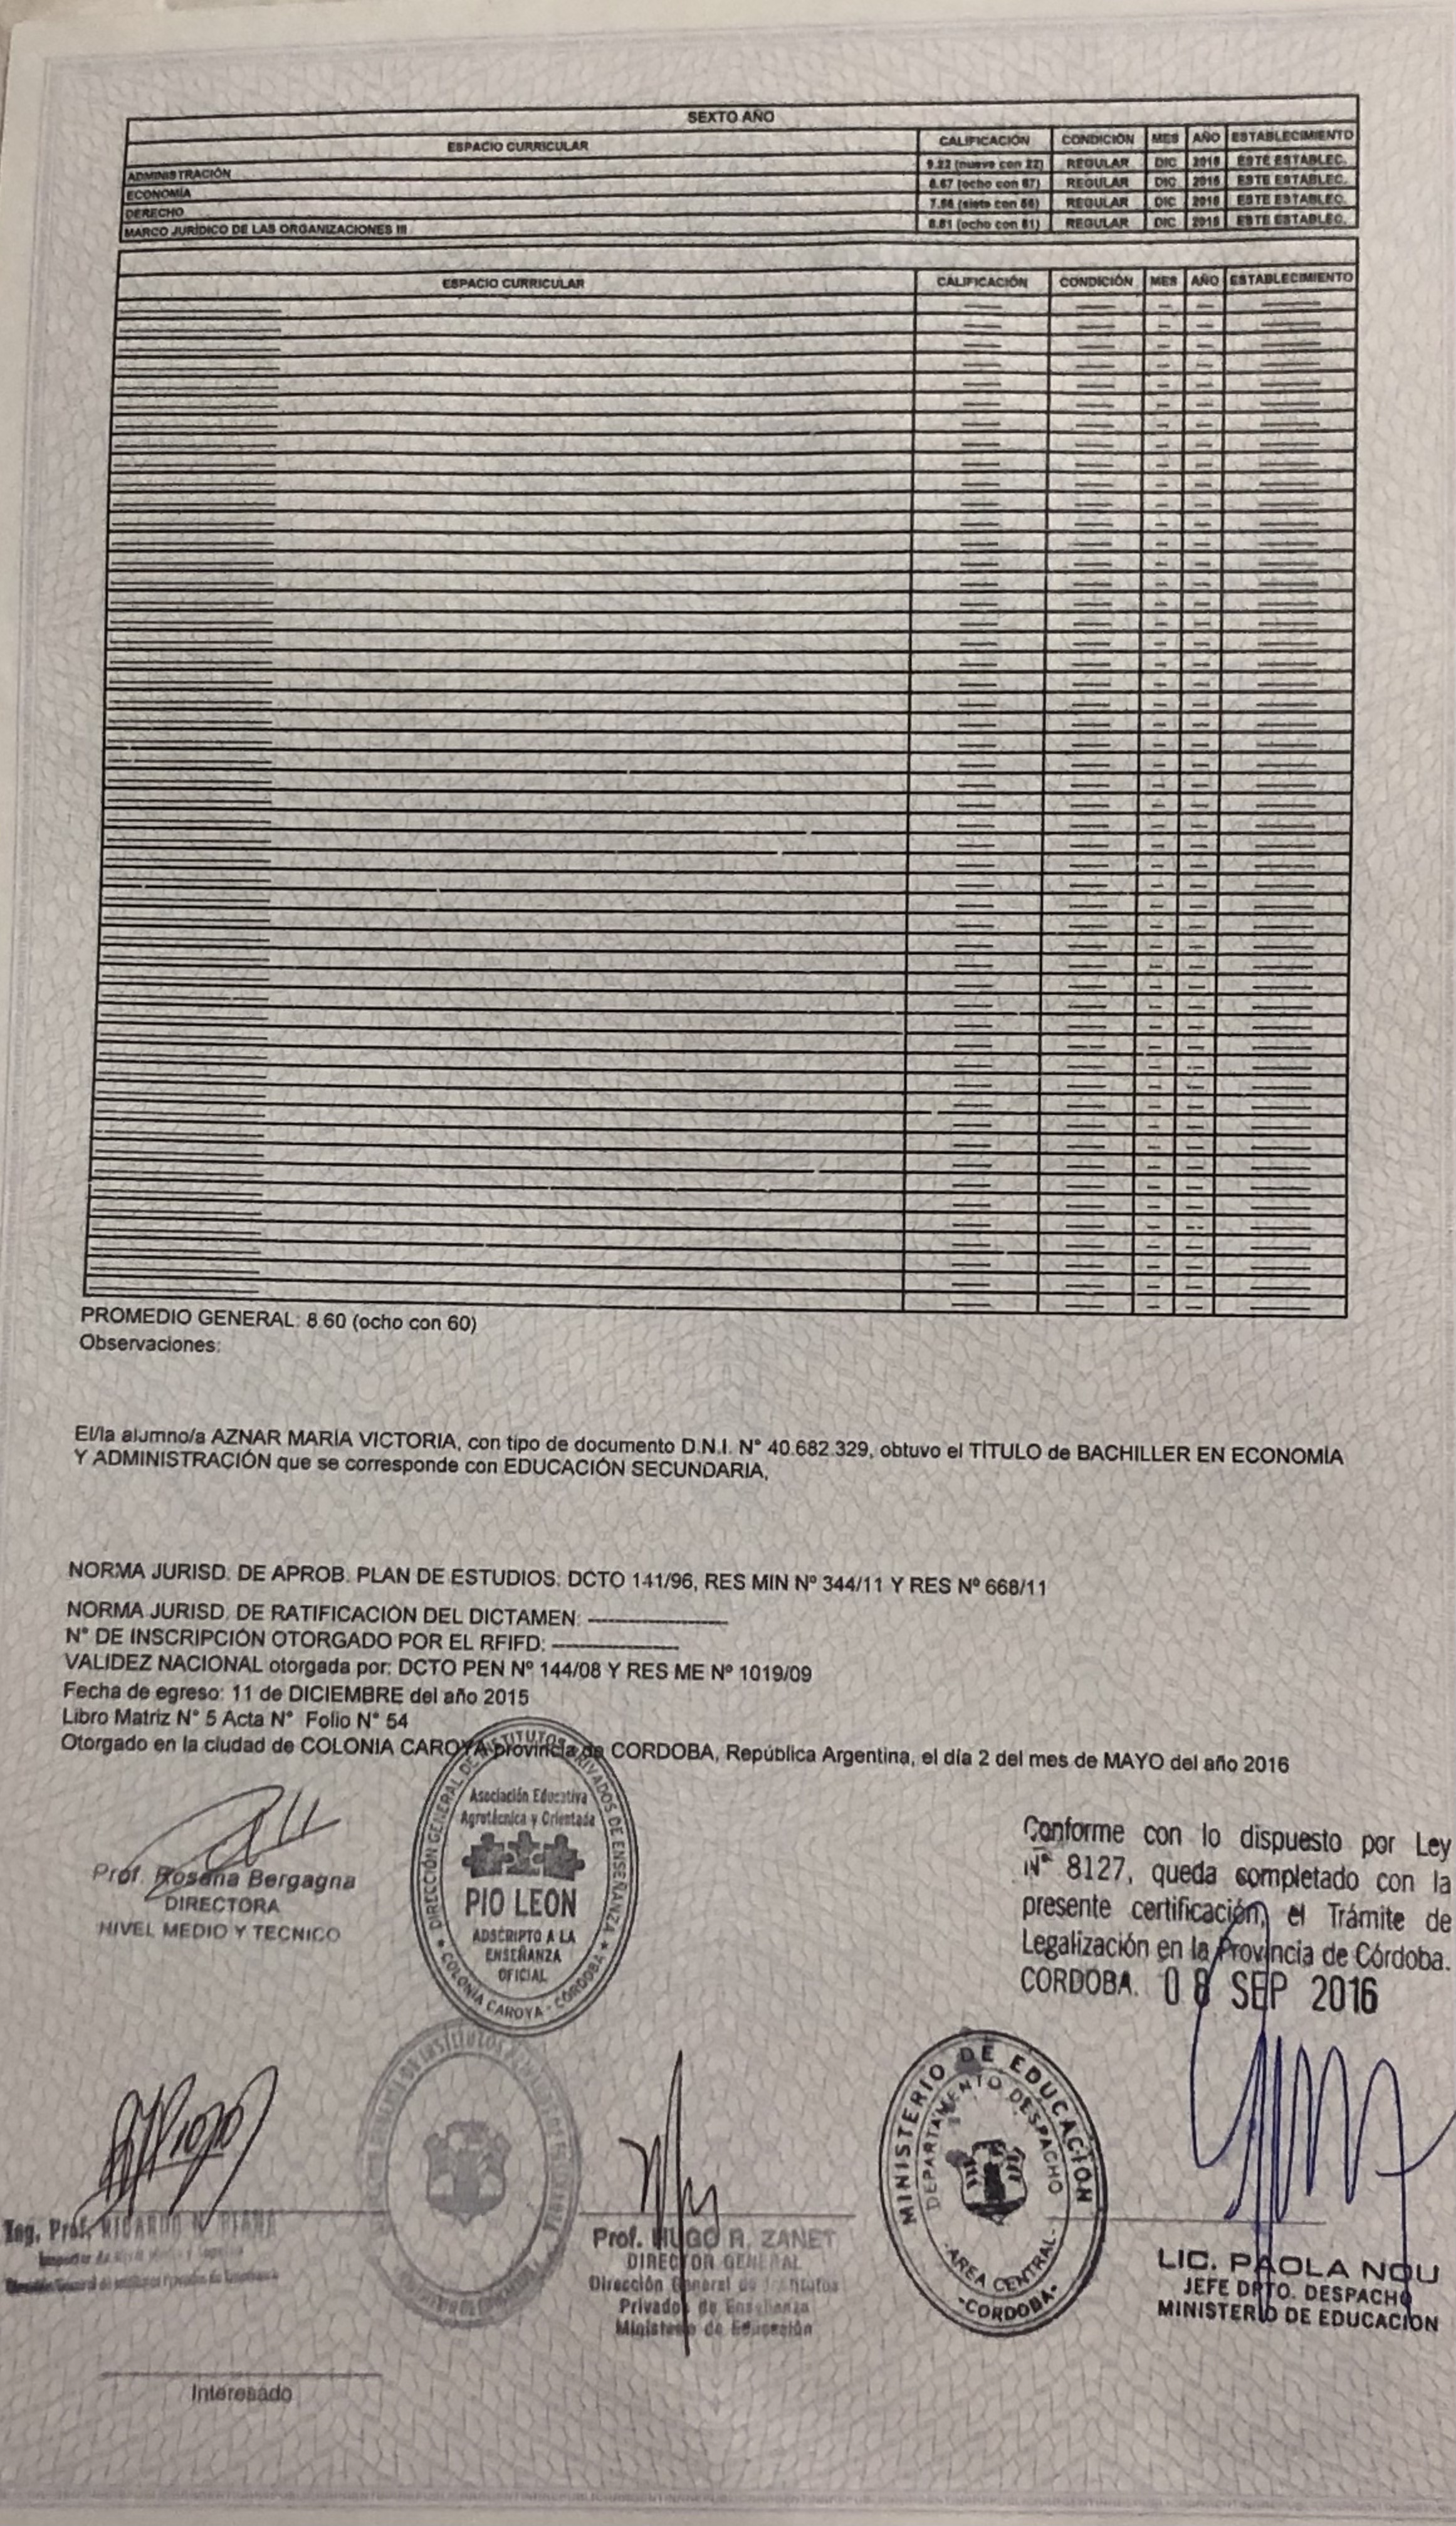 SEXTO AÑO
ESPACIO CURRICULAR CALIFICACIÓN CONDICIÓN MES AÑO ESTABLECIMIENTO
ADMINISTRACIÓN 9.22 (nueve con 22) REGULAR DIC 2015 ESTE ESTABLEC.
ECONOMÍA 8.67 (ocho con 67) REGULAR DIC 2015 ESTE ESTABLEC.
DERECHO (siete con REGULAR DIC 2015 ESTE ESTABLEC.
MARCO JURÍDICO DE LAS ORGANIZACIONES III (ocho con REGULAR DIC 2015 ESTE ESTABLEC.
ESPACIO CURRICULAR CALIFICACIÓN CONDICIÓN MES AÑO ESTABLECIMIENTO
PROMEDIO GENERAL: 8.60 (ocho con 60)
Observaciones:
El/la alumno/a AZNAR MARÍA VICTORIA, con tipo de documento D.N.I. N° 40.682.329, obtuvo el TÍTULO de BACHILLER EN ECONOMÍA
Y ADMINISTRACIÓN que se corresponde con EDUCACIÓN SECUNDARIA,
NORMA JURISD. DE APROB. PLAN DE ESTUDIOS: DCTO 141/96, RES MIN Nº 344/11 Y RES Nº 668/11
NORMA JURISD. DE RATIFICACIÓN DEL DICTAMEN:
N° DE INSCRIPCIÓN OTORGADO POR EL RFIFD:
VALIDEZ NACIONAL otorgada por: DCTO PEN Nº 144/08 Y RES ME Nº 1019/09
Fecha de egreso: 11 de DICIEMBRE del año 2015
Libro Matriz N° 5 Acta N° Folio N° 54
Otorgado en la ciudad de COLONIA CAROYA provincia de CORDOBA, República Argentina, el día 2 del mes de MAYO del año 2016
DIRECCIÓN GENERAL DE INSTITUTOS PRIVADOS DE ENSEÑANZA
Asociación Educativa
Agrotécnica y Orientada
PIO LEON
ADSCRIPTO A LA
ENSEÑANZA
OFICIAL
COLONIA CAROYA - CÓRDOBA
Prof. Rosana Bergagna
DIRECTORA
NIVEL MEDIO Y TECNICO
Conforme con lo dispuesto por Ley
N° 8127, queda completado con la
presente certificación, el Trámite de
Legalización en la Provincia de Córdoba.
CORDOBA. 08 SEP 2016
Ing. Prof. RICARDO
DE INSTITUTOS
Prof. HUGO R. ZANET
DIRECTOR GENERAL
Dirección General de Institutos
Privados de Enseñanza
Ministerio de Educación
MINISTERIO DE EDUCACIÓN
DEPARTAMENTO DESPACHO
AREA CENTRAL
-CORDOBA-
LIC. PAOLA NOU
JEFE DPTO. DESPACHO
MINISTERIO DE EDUCACION
Interesado